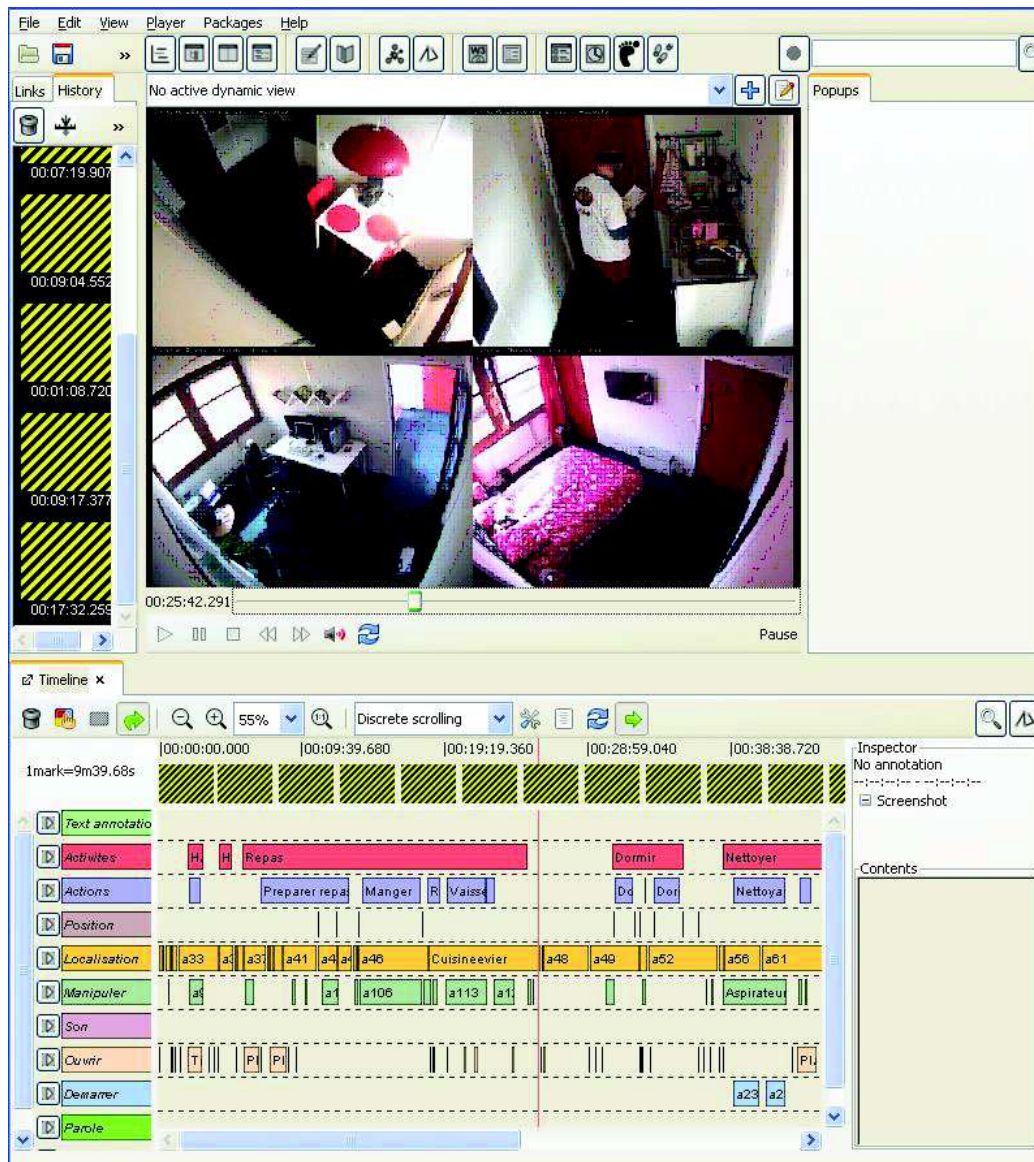 File Edit View Player Packages Help
Links History
No active dynamic view
Popups
00:07:19.907
00:09:04.552
00:01:08.720
00:09:17.377
00:17:32.259
00:25:42.291
Pause
Timeline
55% Discrete scrolling
00:00:00.000 00:09:39.680 00:19:19.360 00:28:59.040 00:38:38.720
1mark=9m39.68s
Inspector
No annotation
--:--:--:-- - --:--:--:--
Screenshot
Contents
Text annotatio
Activites H. H Repas Dormir Nettoyer
Actions Preparer repa Manger R Vaisse Do Dor Nettoya
Position
Localisation a33 a3 a37 a41 a4 a4 a46 Cuisineevier a48 a49 a52 a56 a61
Manipuler a9 a1 a106 a113 a1 Aspirateur
Son
Ouvrir T Pl Pl Pl
Demarrer a23 a2
Parole